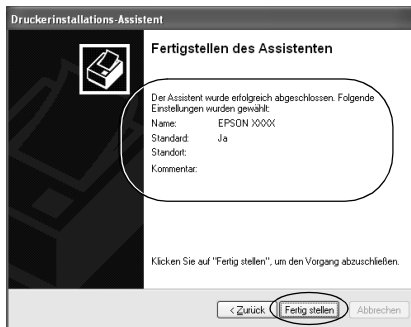 Druckerinstallations-Assistent
Fertigstellen des Assistenten
Der Assistent wurde erfolgreich abgeschlossen. Folgende
Einstellungen wurden gewählt:
Name: EPSON XXXX
Standard: Ja
Standort:
Kommentar:
Klicken Sie auf "Fertig stellen", um den Vorgang abzuschließen.
< Zurück Fertig stellen Abbrechen